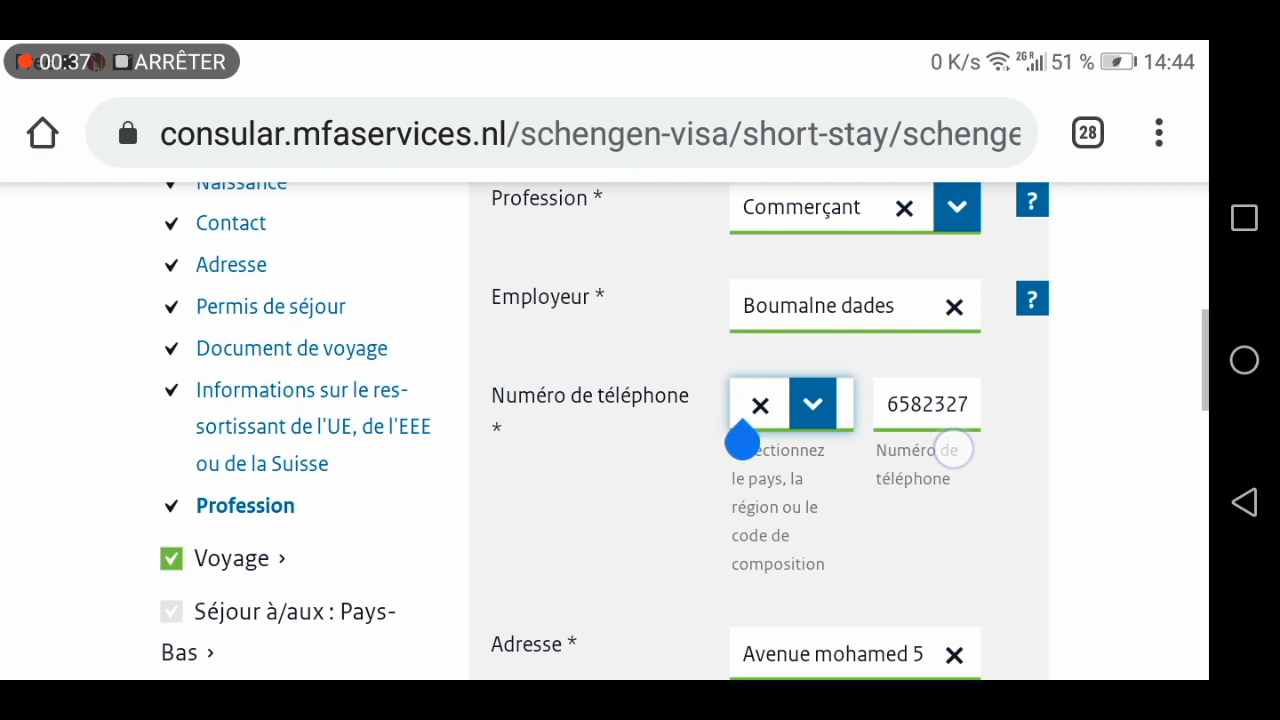 00:37 ARRÊTER
0 K/s 2G R 51 % 14:44
consular.mfaservices.nl/schengen-visa/short-stay/schenge
28
Naissance
Contact
Adresse
Permis de séjour
Document de voyage
Informations sur le res-
sortissant de l'UE, de l'EEE
ou de la Suisse
Profession
Voyage ›
Séjour à/aux : Pays-
Bas ›
Profession *
Commerçant
?
Employeur *
Boumalne dades
?
Numéro de téléphone
*
6582327
le pays, la
région ou le
code de
composition
Numéro de
téléphone
Adresse *
Avenue mohamed 5